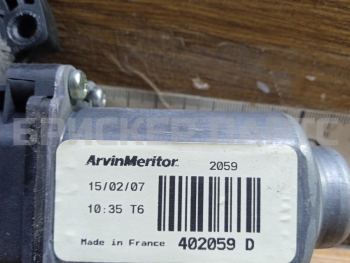 ArvinMeritor. 2059
15/02/07
10:35 T6
Made in France 402059 D